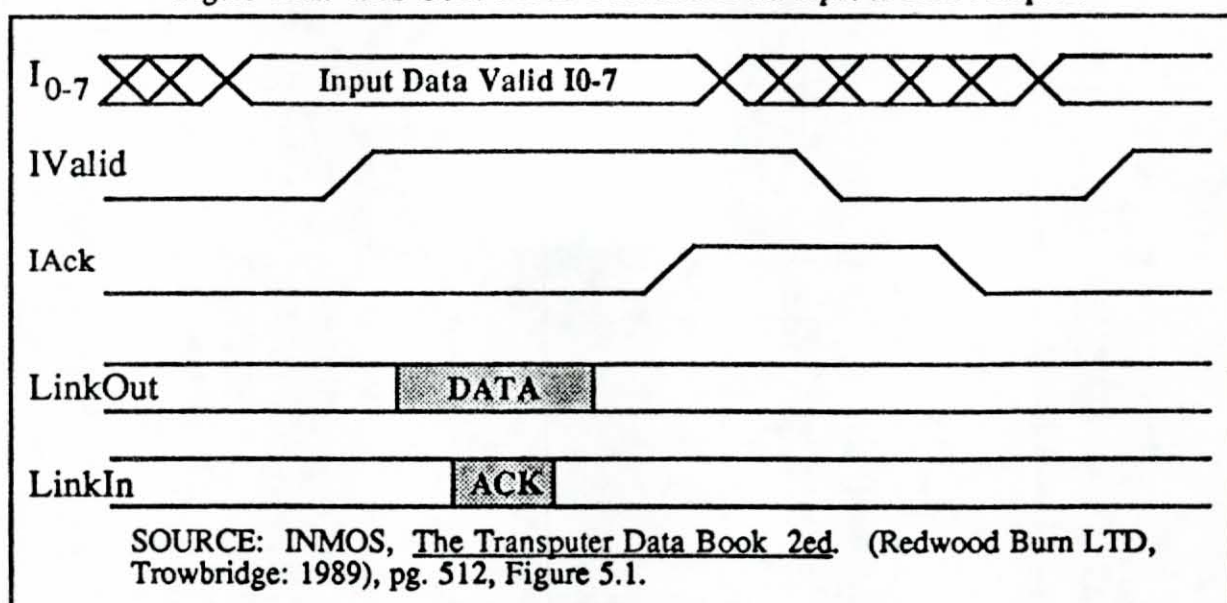 I0-7 Input Data Valid I0-7
IValid
IAck
LinkOut DATA
LinkIn ACK
SOURCE: INMOS, The Transputer Data Book 2ed. (Redwood Burn LTD,
Trowbridge: 1989), pg. 512, Figure 5.1.